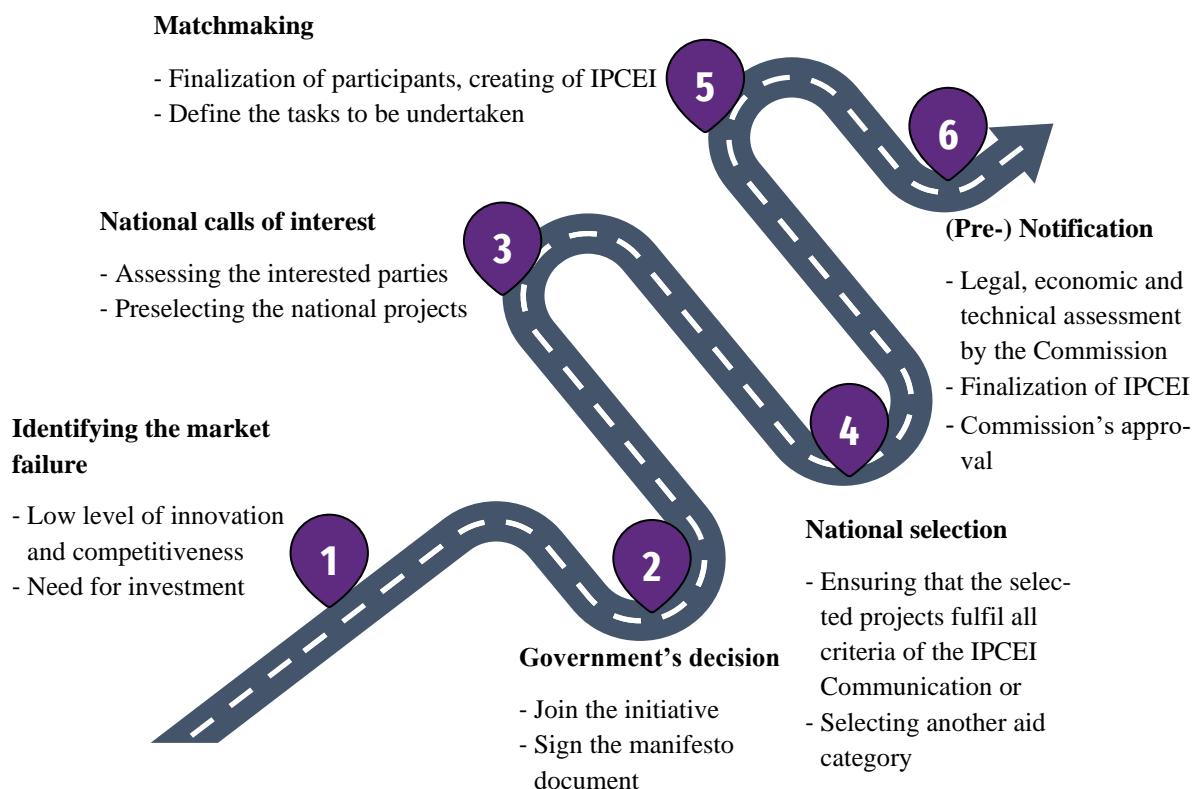 Matchmaking
- Finalization of participants, creating of IPCEI
- Define the tasks to be undertaken
5
6
National calls of interest
- Assessing the interested parties
- Preselecting the national projects
3
(Pre-) Notification
- Legal, economic and
technical assessment
by the Commission
- Finalization of IPCEI
- Commission’s appro-
val
Identifying the market
failure
- Low level of innovation
and competitiveness
- Need for investment
1
2
4
Government’s decision
- Join the initiative
- Sign the manifesto
document
National selection
- Ensuring that the selec-
ted projects fulfil all
criteria of the IPCEI
Communication or
- Selecting another aid
category